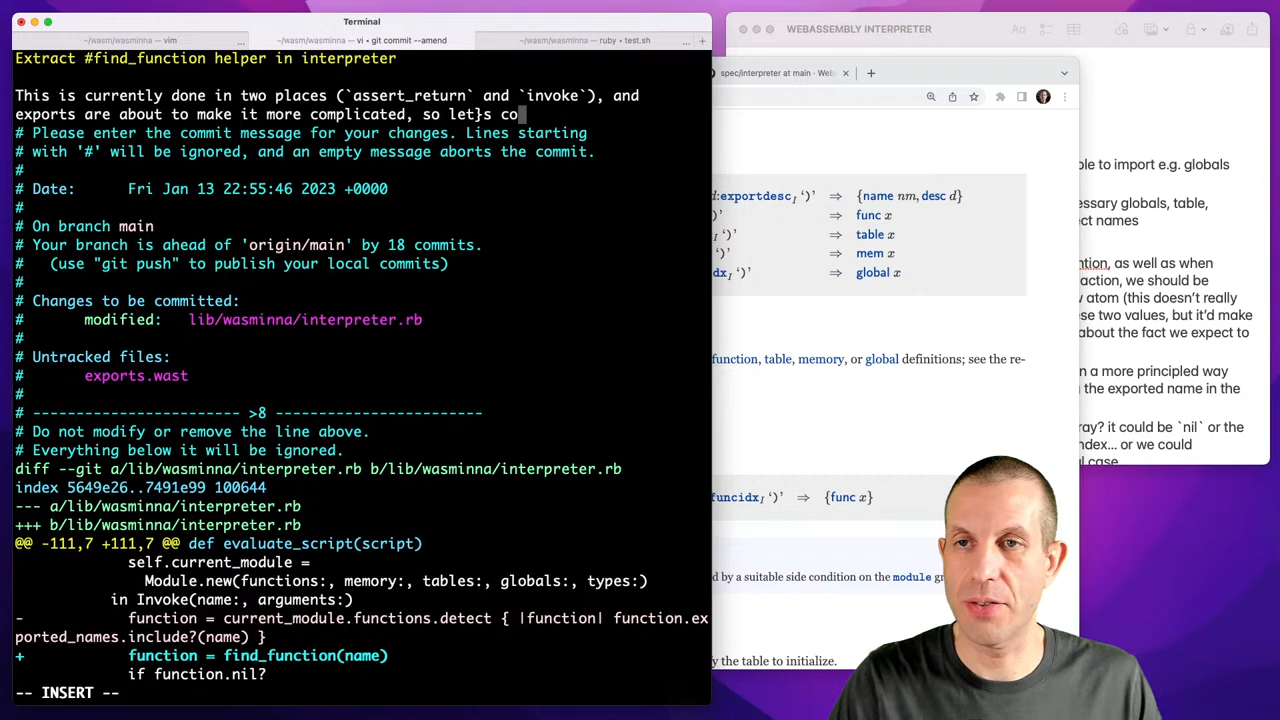 Terminal
~/wasm/wasminna — vim
...
~/wasm/wasminna — vi • git commit --amend
~/wasm/wasminna — ruby • test.sh
...
+
Extract #find_function helper in interpreter
This is currently done in two places (`assert_return` and `invoke`), and
exports are about to make it more complicated, so let}s co
# Please enter the commit message for your changes. Lines starting
# with '#' will be ignored, and an empty message aborts the commit.
#
# Date:      Fri Jan 13 22:55:46 2023 +0000
#
# On branch main
# Your branch is ahead of 'origin/main' by 18 commits.
#   (use "git push" to publish your local commits)
#
# Changes to be committed:
#       modified:   lib/wasminna/interpreter.rb
#
# Untracked files:
#       exports.wast
#
# ------------------------ >8 ------------------------
# Do not modify or remove the line above.
# Everything below it will be ignored.
diff --git a/lib/wasminna/interpreter.rb b/lib/wasminna/interpreter.rb
index 5649e26..7491e99 100644
--- a/lib/wasminna/interpreter.rb
+++ b/lib/wasminna/interpreter.rb
@@ -111,7 +111,7 @@ def evaluate_script(script)
self.current_module =
Module.new(functions:, memory:, tables:, globals:, types:)
in Invoke(name:, arguments:)
-            function = current_module.functions.detect { |function| function.ex
ported_names.include?(name) }
+            function = find_function(name)
if function.nil?
-- INSERT --
WEBASSEMBLY INTERPRETER
Aa
spec/interpreter at main · Web
d:exportdescI ‘)’ ⇒ {name nm, desc d}
)’ ⇒ func x
I ‘)’ ⇒ table x
‘)’ ⇒ mem x
dxI ‘)’ ⇒ global x
function, table, memory, or global definitions; see the re-
funcidxI ‘)’ ⇒ {func x}
d by a suitable side condition on the module gr
y the table to initialize.
ple to import e.g. globals
essary globals, table,
ect names
ntion, as well as when
action, we should be
w atom (this doesn’t really
ese two values, but it’d make
about the fact we expect to
n a more principled way
g the exported name in the
ray? it could be `nil` or the
ndex... or we could
l case